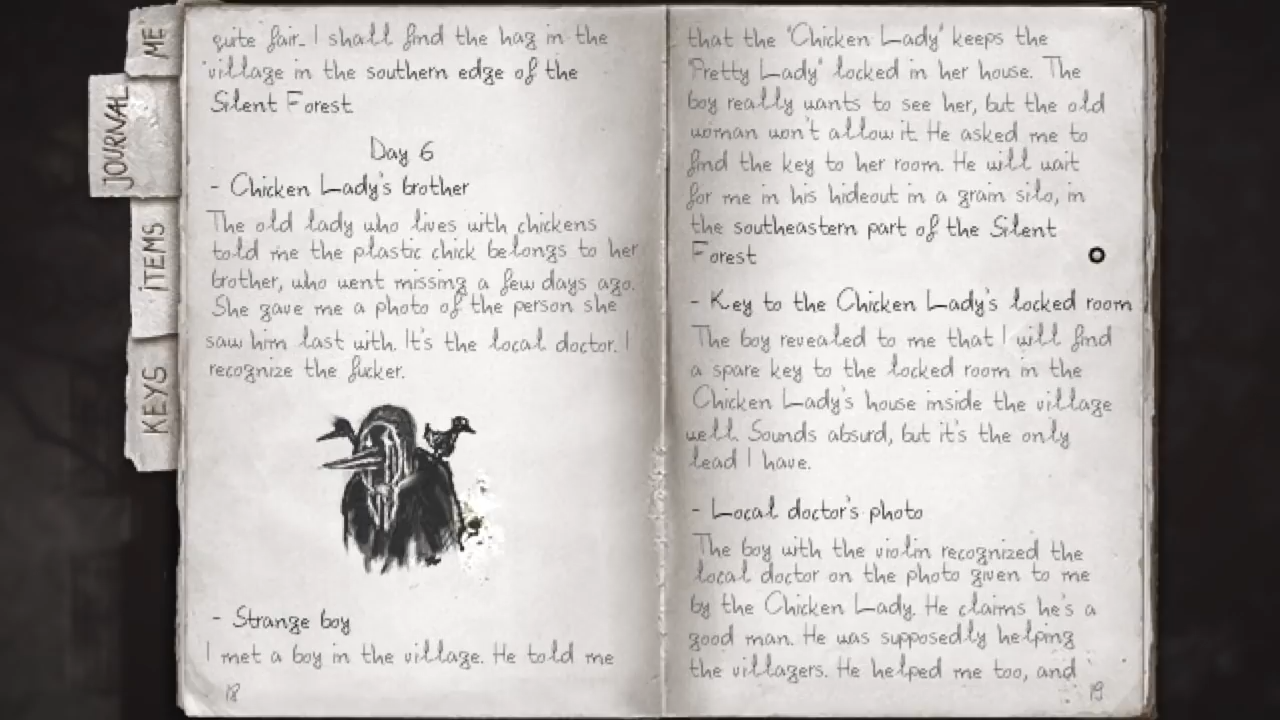 ME
JOURNAL
ITEMS
KEYS
quite fair. I shall find the hag in the
village in the southern edge of the
Silent Forest
Day 6
- Chicken Lady's brother
The old lady who lives with chickens
told me the plastic chick belongs to her
brother, who went missing a few days ago.
She gave me a photo of the person she
saw him last with. It's the local doctor. I
recognize the fucker.
- Strange boy
I met a boy in the village. He told me
18
that the 'Chicken Lady' keeps the
'Pretty Lady' locked in her house. The
boy really wants to see her, but the old
woman won't allow it. He asked me to
find the key to her room. He will wait
for me in his hideout in a grain silo, in
the southeastern part of the Silent
Forest
- Key to the Chicken Lady's locked room
The boy revealed to me that I will find
a spare key to the locked room in the
Chicken Lady's house inside the village
well. Sounds absurd, but it's the only
lead I have.
- Local doctor's photo
The boy with the violin recognized the
local doctor on the photo given to me
by the Chicken Lady. He claims he's a
good man. He was supposedly helping
the villagers. He helped me too, and
19